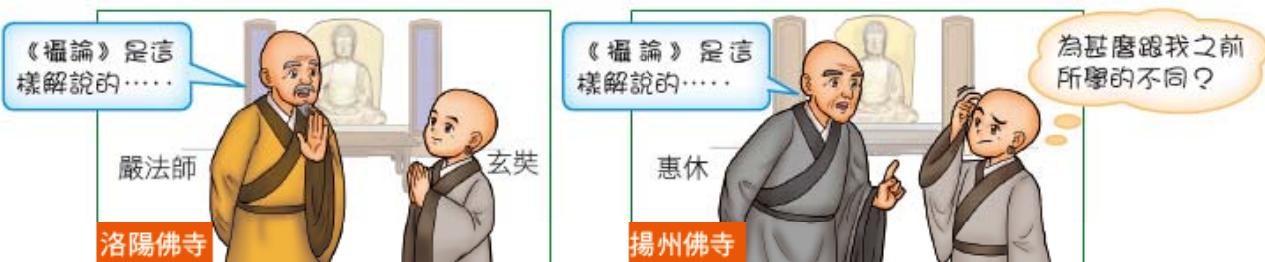 《攝論》是這
樣解說的……
嚴法師
玄奘
洛陽佛寺
《攝論》是這
樣解說的……
為甚麼跟我之前
所學的不同？
惠休
揚州佛寺